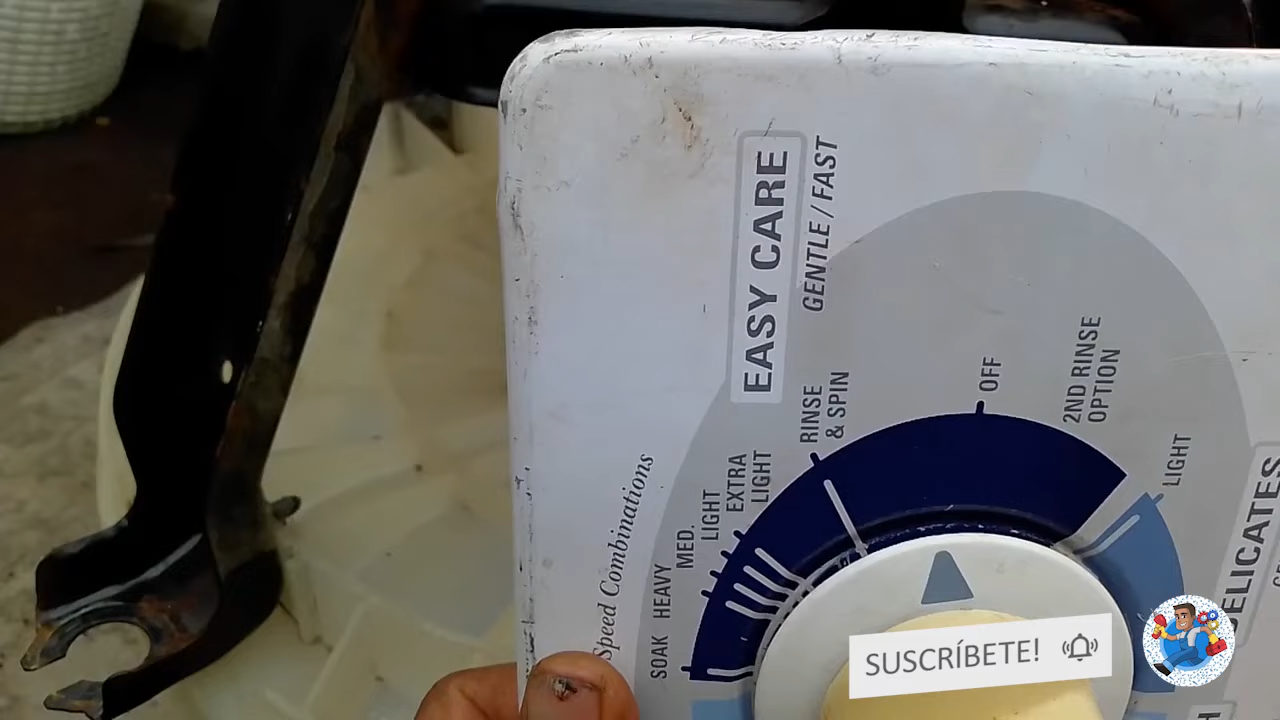 EASY CARE
GENTLE / FAST
Speed Combinations
SOAK
HEAVY
MED.
LIGHT
EXTRA
LIGHT
RINSE
& SPIN
OFF
2ND RINSE
OPTION
LIGHT
SUSCRÍBETE!